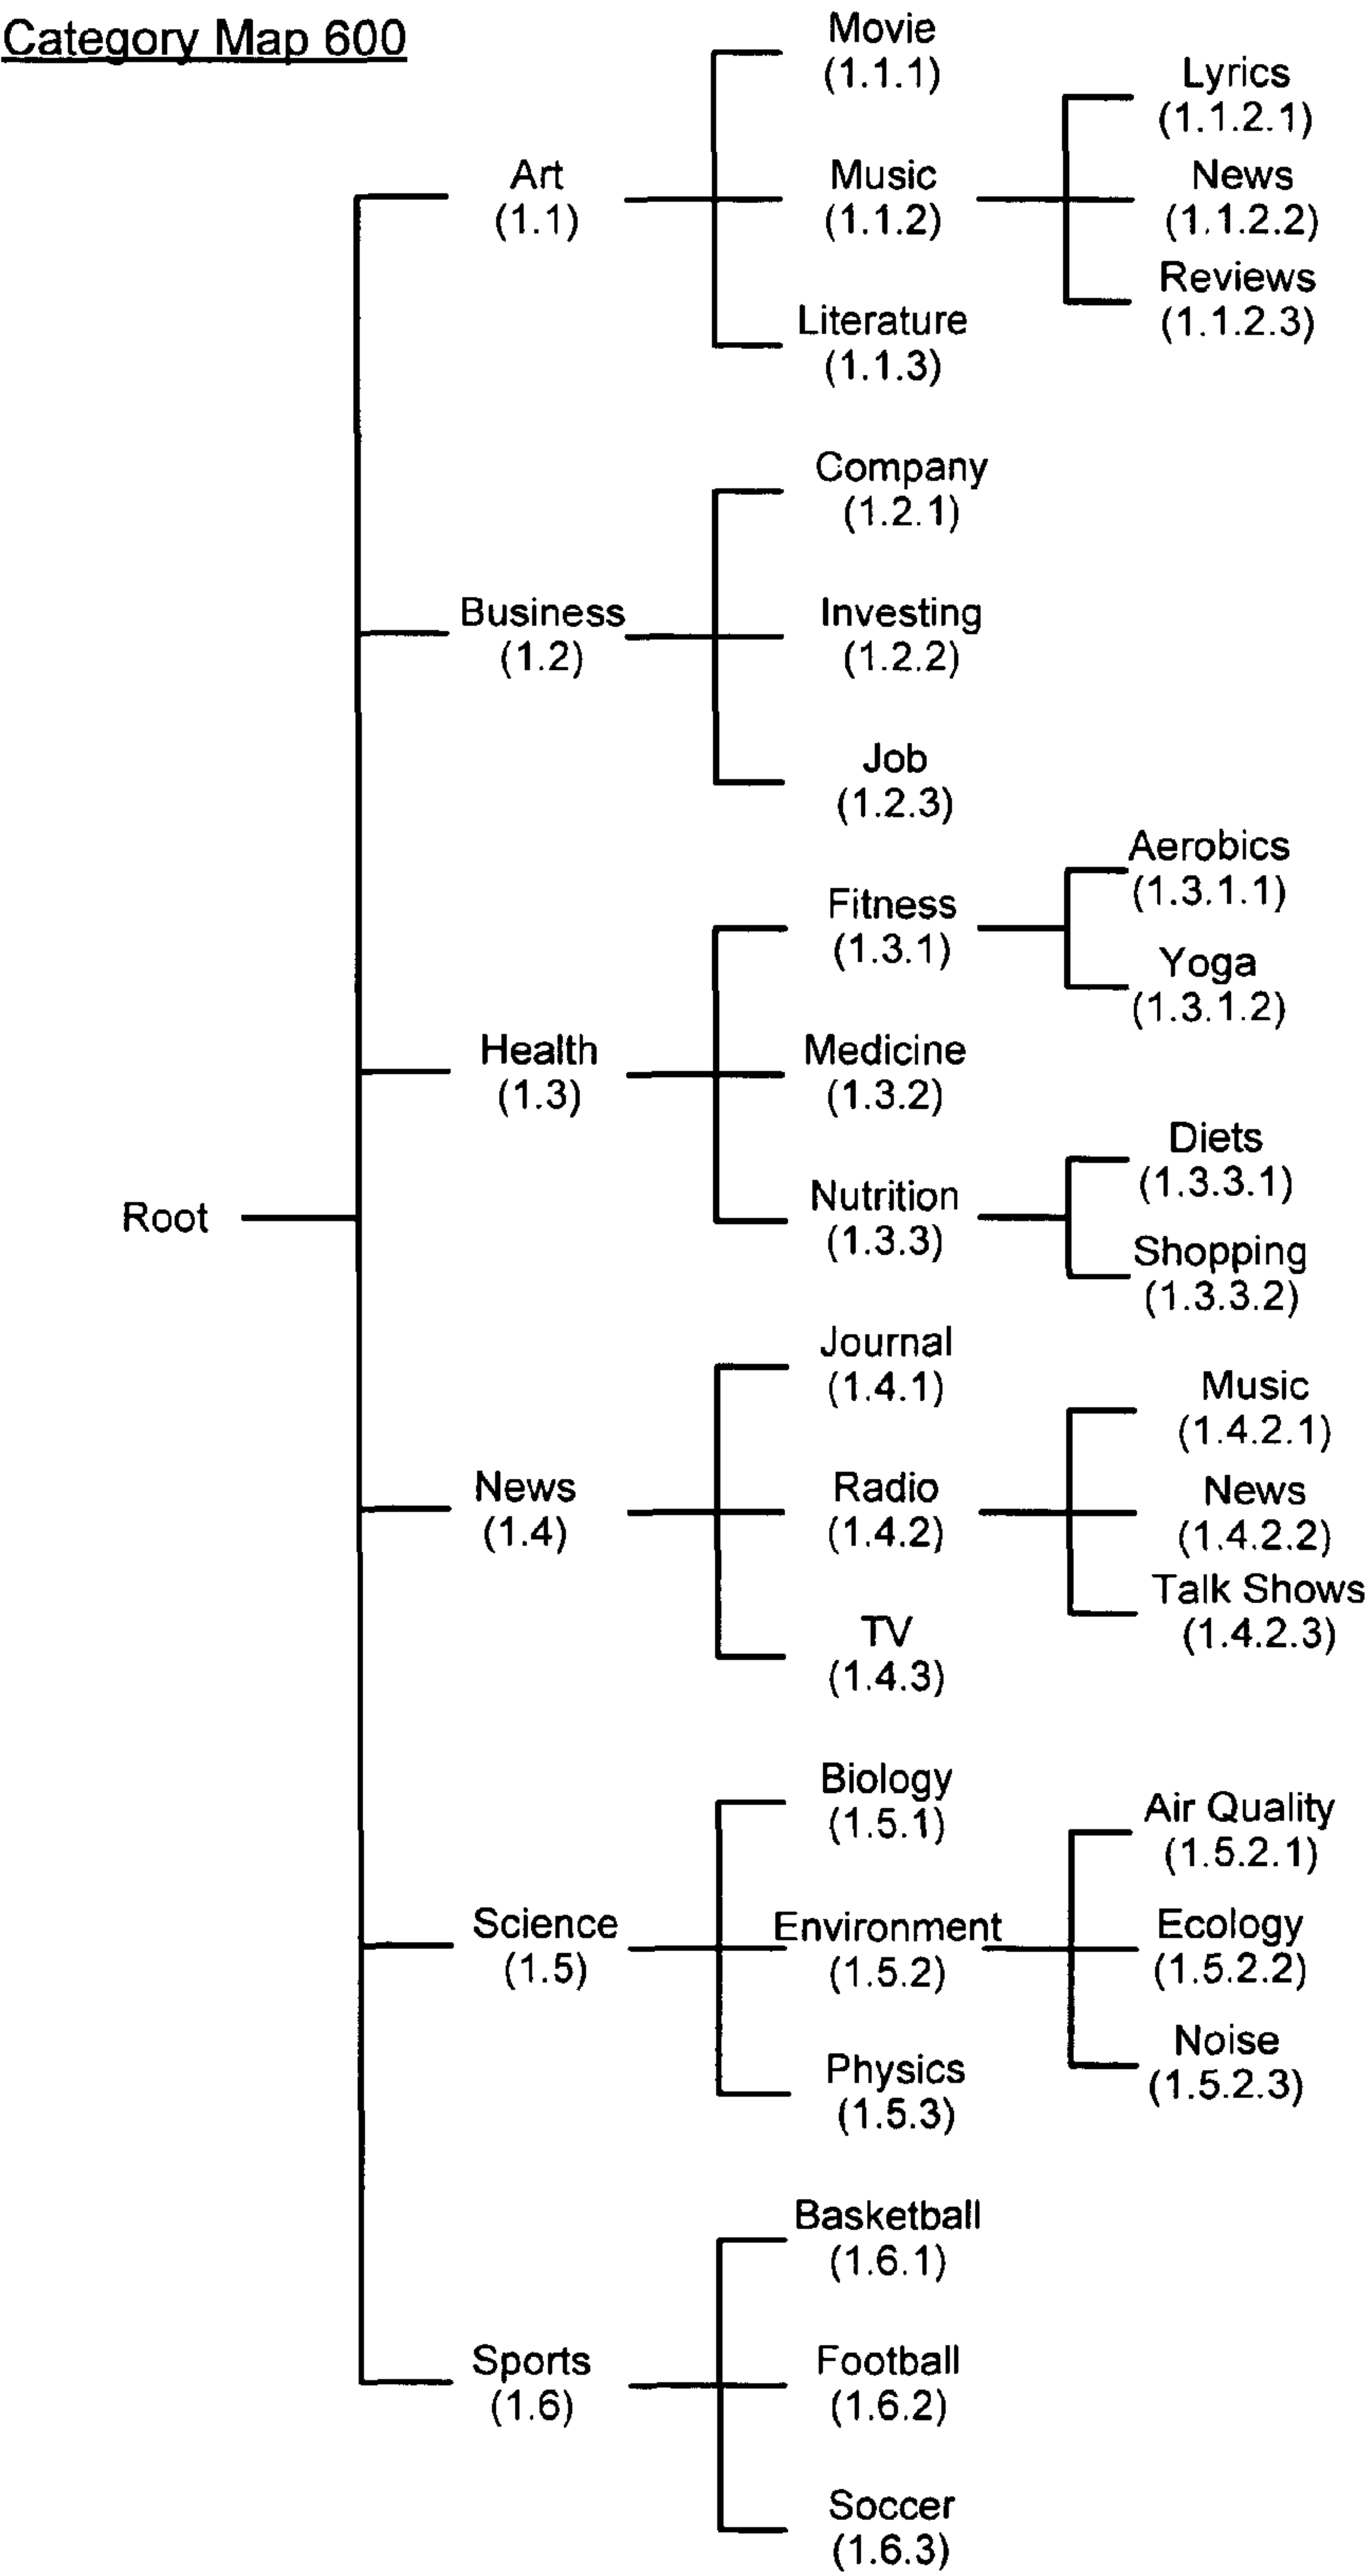 Category Map 600
Root
Art
(1.1)
Movie
(1.1.1)
Music
(1.1.2)
Lyrics
(1.1.2.1)
News
(1.1.2.2)
Reviews
(1.1.2.3)
Literature
(1.1.3)
Business
(1.2)
Company
(1.2.1)
Investing
(1.2.2)
Job
(1.2.3)
Health
(1.3)
Fitness
(1.3.1)
Aerobics
(1.3.1.1)
Yoga
(1.3.1.2)
Medicine
(1.3.2)
Nutrition
(1.3.3)
Diets
(1.3.3.1)
Shopping
(1.3.3.2)
News
(1.4)
Journal
(1.4.1)
Radio
(1.4.2)
Music
(1.4.2.1)
News
(1.4.2.2)
Talk Shows
(1.4.2.3)
TV
(1.4.3)
Science
(1.5)
Biology
(1.5.1)
Environment
(1.5.2)
Air Quality
(1.5.2.1)
Ecology
(1.5.2.2)
Noise
(1.5.2.3)
Physics
(1.5.3)
Sports
(1.6)
Basketball
(1.6.1)
Football
(1.6.2)
Soccer
(1.6.3)